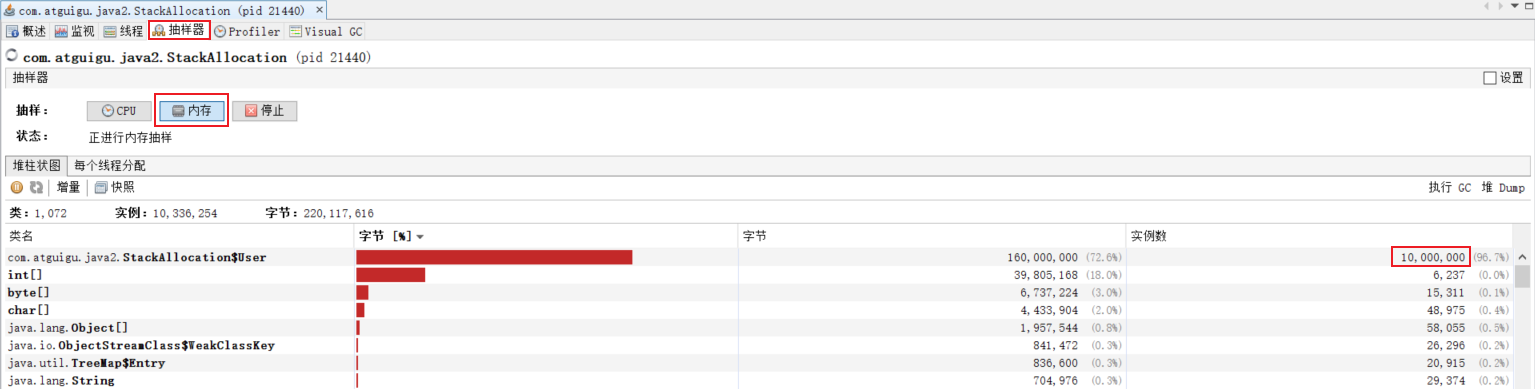 com.atguigu.java2.StackAllocation (pid 21440) ×
概述 监视 线程 抽样器 Profiler Visual GC
com.atguigu.java2.StackAllocation (pid 21440)
抽样器 设置
抽样: CPU 内存 停止
状态: 正进行内存抽样
堆柱状图 每个线程分配
增量 快照 执行 GC 堆 Dump
类: 1,072 实例: 10,336,254 字节: 220,117,616
类名 字节 [%] 字节 实例数
com.atguigu.java2.StackAllocation$User 160,000,000 (72.6%) 10,000,000 (96.7%)
int[] 39,805,168 (18.0%) 6,237 (0.0%)
byte[] 6,737,224 (3.0%) 15,311 (0.1%)
char[] 4,433,904 (2.0%) 48,975 (0.4%)
java.lang.Object[] 1,957,544 (0.8%) 58,055 (0.5%)
java.io.ObjectStreamClass$WeakClassKey 841,472 (0.3%) 26,296 (0.2%)
java.util.TreeMap$Entry 836,600 (0.3%) 20,915 (0.2%)
java.lang.String 704,976 (0.3%) 29,374 (0.2%)